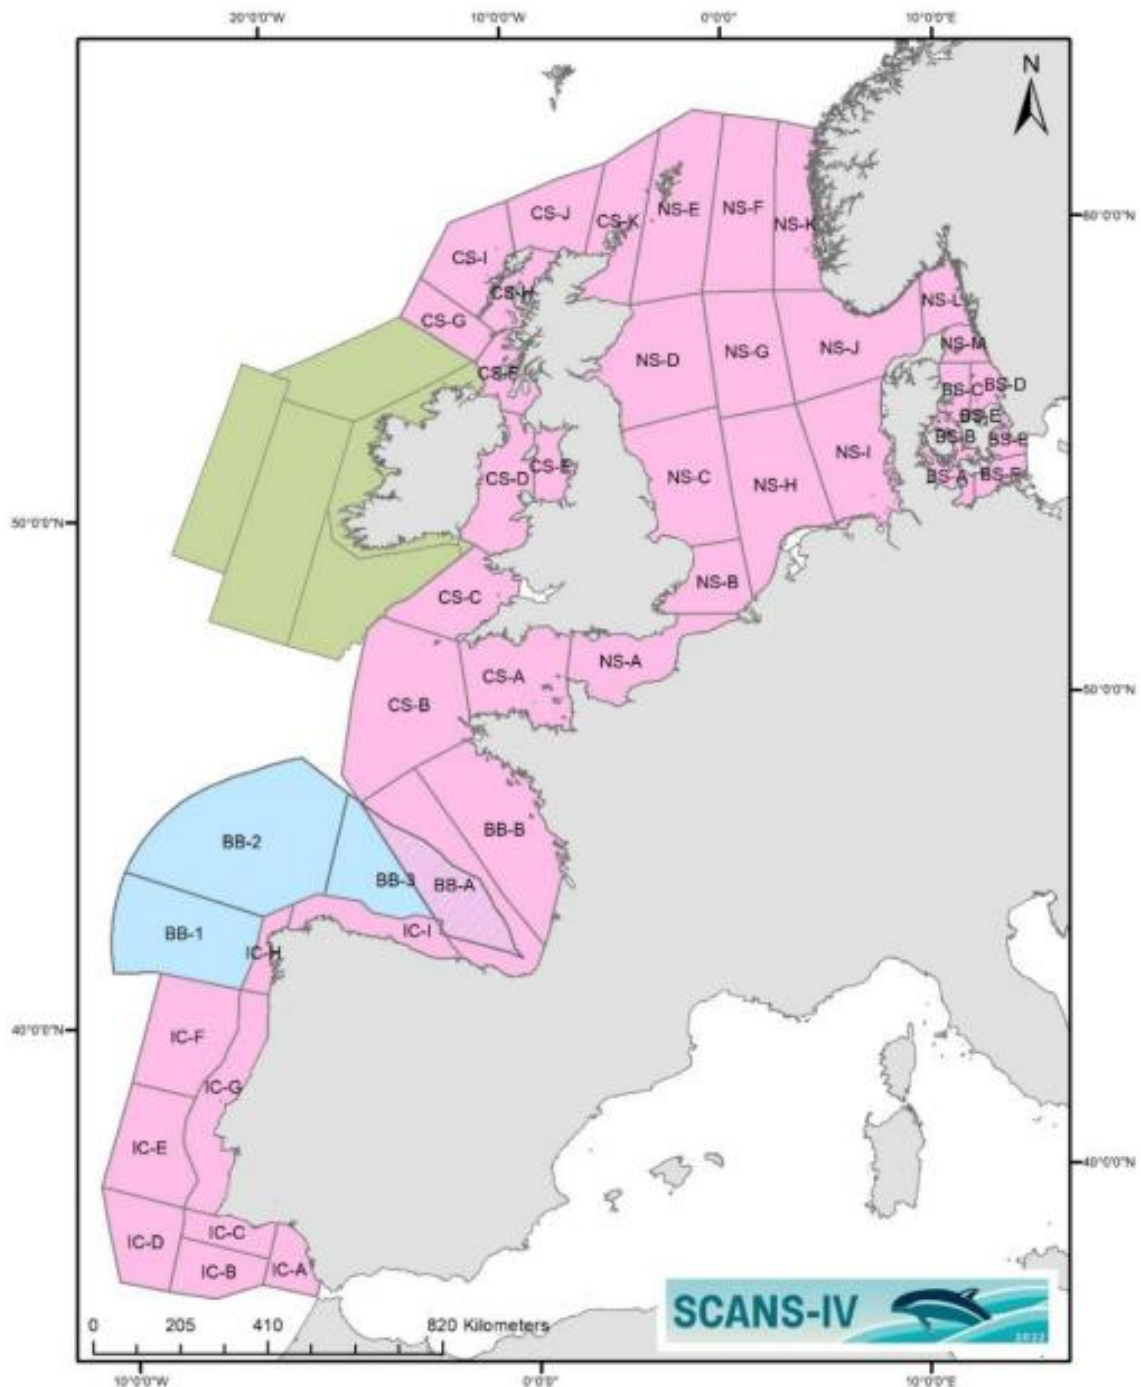 20°0'0"W 10°0'0"W 0°0'0" 10°0'0"E
N
60°0'0"N
CS-J
CS-K
NS-E
NS-F
NS-K
CS-I
CS-H
NS-L
CS-G
NS-M
CS-F
NS-D
NS-G
NS-J
BS-C
BS-D
BS-E
BS-B
NS-I
CS-D
CS-E
NS-C
NS-H
BS-A
50°0'0"N
NS-B
CS-C
NS-A
CS-A
50°0'0"N
CS-B
BB-2
BB-B
BB-3
BB-A
BB-1
IC-I
IC-H
40°0'0"N
IC-F
IC-G
IC-E
40°0'0"N
IC-D
IC-C
IC-B
IC-A
SCANS-IV
2022
0 205 410 820 Kilometers
10°0'0"W 0°0'0" 10°0'0"E